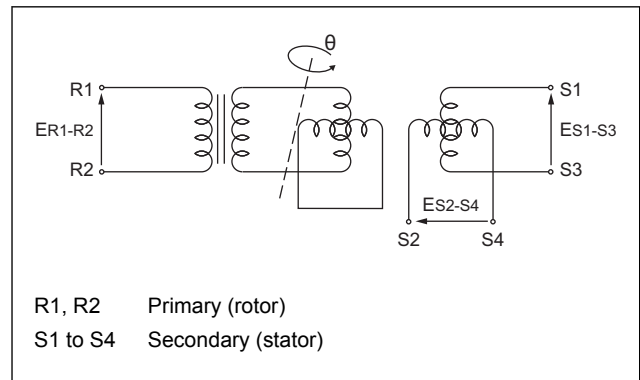 θ
R1
S1
ER1-R2
ES1-S3
R2
S3
ES2-S4
S2
S4
R1, R2 Primary (rotor)
S1 to S4 Secondary (stator)